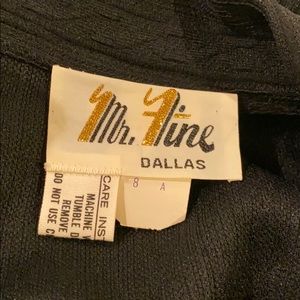 Mr. Fine
DALLAS
8 A
CARE INS
MACHINE
TUMBLE D
REMOVE
DO NOT USE C